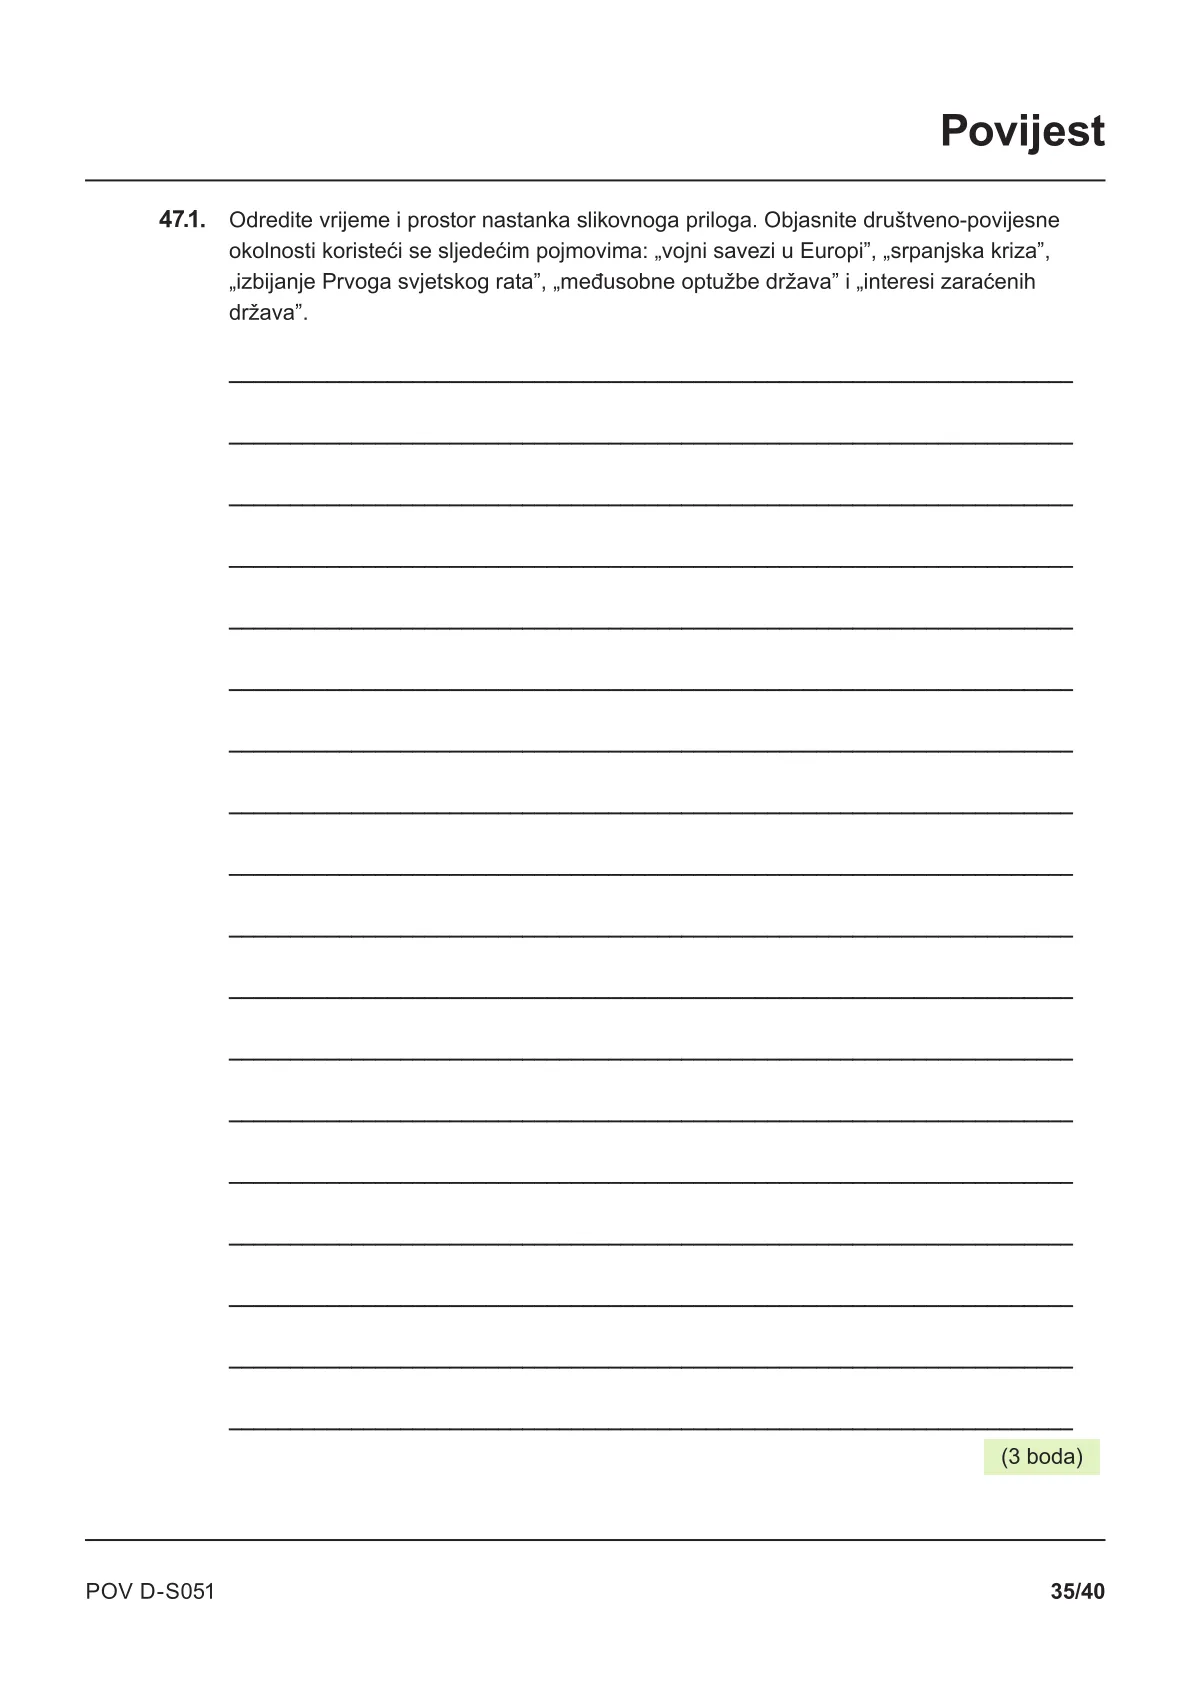 Povijest
47.1. Odredite vrijeme i prostor nastanka slikovnoga priloga. Objasnite društveno-povijesne
okolnosti koristeći se sljedećim pojmovima: „vojni savezi u Europi”, „srpanjska kriza”,
„izbijanje Prvoga svjetskog rata”, „međusobne optužbe država” i „interesi zaraćenih
država”.
(3 boda)
POV D-S051
35/40